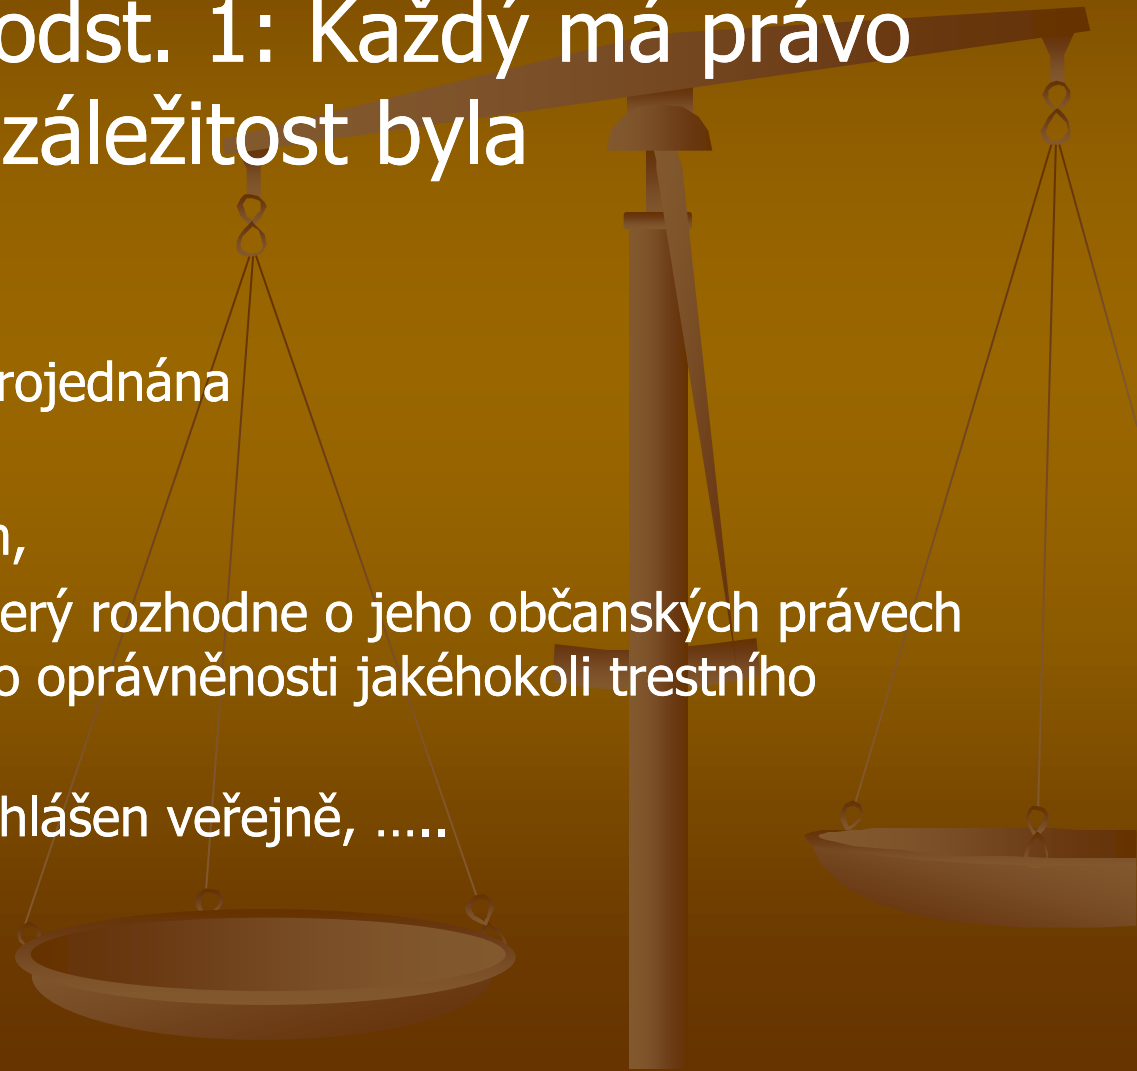 odst. 1: Každý má právo
záležitost byla
rojednána
,
erý rozhodne o jeho občanských právech
o oprávněnosti jakéhokoli trestního
hlášen veřejně, …..